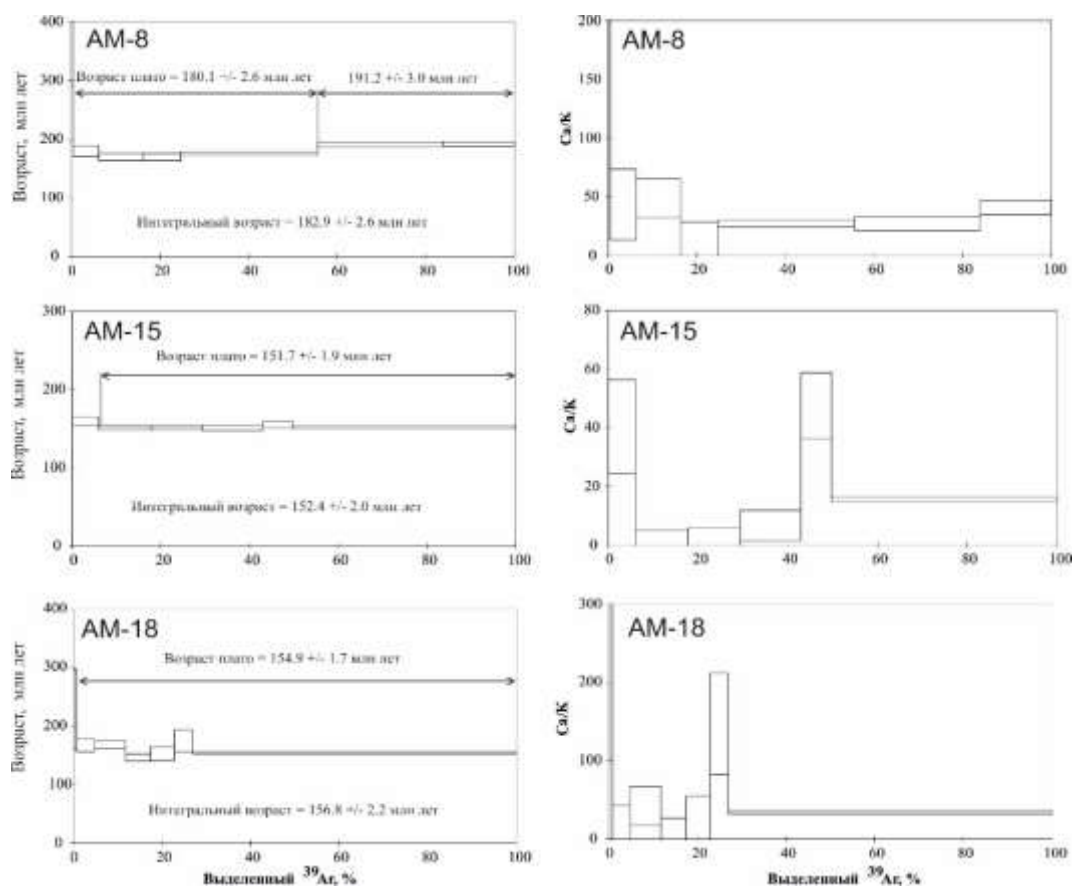 AM-8
Возраст, млн лет
400
300
200
100
0
Возраст плато = 180.1 +/- 2.6 млн лет
191.2 +/- 3.0 млн лет
Интегральный возраст = 182.9 +/- 2.6 млн лет
0 20 40 60 80 100
AM-8
Ca/K
200
150
100
50
0
0 20 40 60 80 100
AM-15
Возраст, млн лет
300
200
100
0
Возраст плато = 151.7 +/- 1.9 млн лет
Интегральный возраст = 152.4 +/- 2.0 млн лет
0 20 40 60 80 100
AM-15
Ca/K
80
60
40
20
0
0 20 40 60 80 100
AM-18
Возраст, млн лет
400
300
200
100
0
Возраст плато = 154.9 +/- 1.7 млн лет
Интегральный возраст = 156.8 +/- 2.2 млн лет
0 20 40 60 80 100
Выделенный ³⁹Ar, %
AM-18
Ca/K
300
200
100
0
0 20 40 60 80 100
Выделенный ³⁹Ar, %